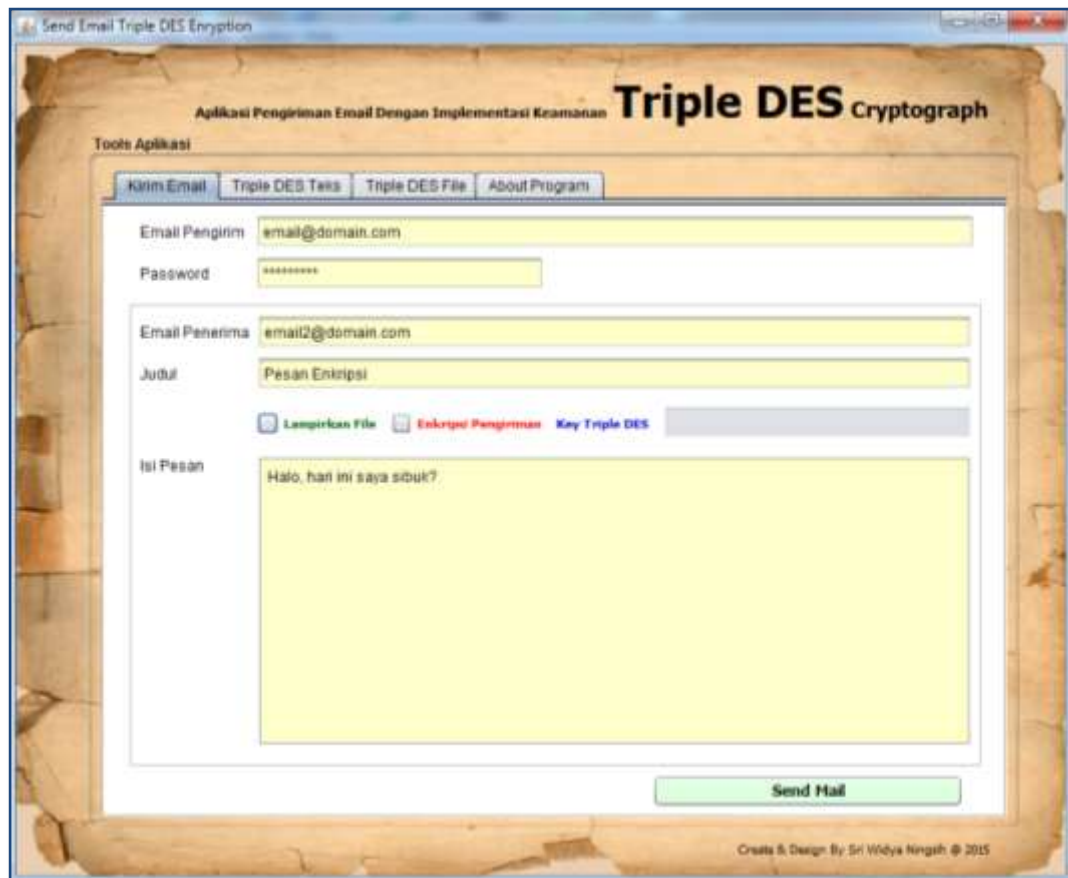 Send Email Triple DES Enryption
Aplikasi Pengiriman Email Dengan Implementasi Keamanan Triple DES Cryptograph
Tools Aplikasi
Kirim Email Triple DES Teks Triple DES File About Program
Email Pengirim email@domain.com
Password *********
Email Penerima email2@domain.com
Judul Pesan Enkripsi
Lampirkan File Enkripsi Pengiriman Key Triple DES
Isi Pesan Halo, hari ini saya sibuk?
Send Mail
Create & Design By Sri Widya Ningsih @ 2015